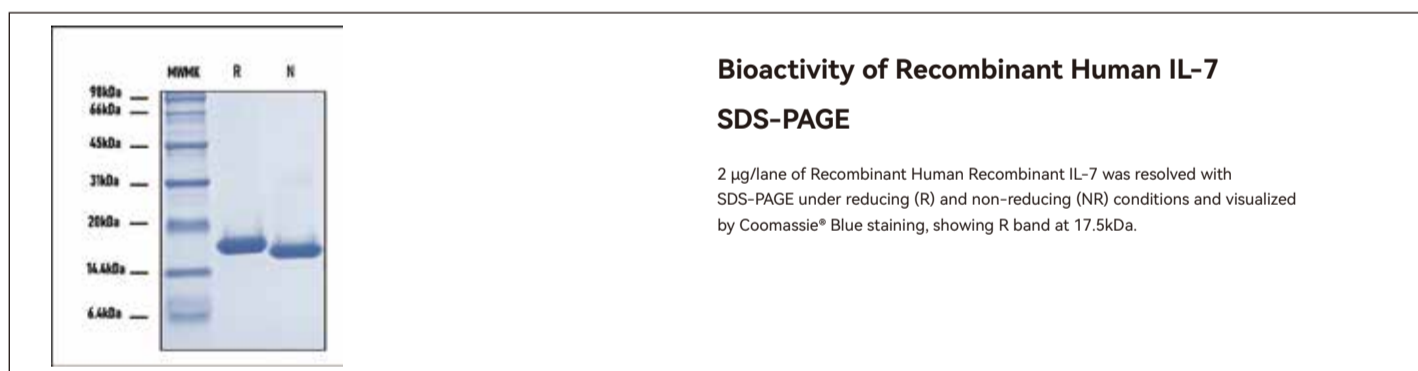 MWMK R N
98kDa
66kDa
45kDa
31kDa
20kDa
14.4kDa
6.4kDa
Bioactivity of Recombinant Human IL-7
SDS-PAGE
2 μg/lane of Recombinant Human Recombinant IL-7 was resolved with
SDS-PAGE under reducing (R) and non-reducing (NR) conditions and visualized
by Coomassie® Blue staining, showing R band at 17.5kDa.